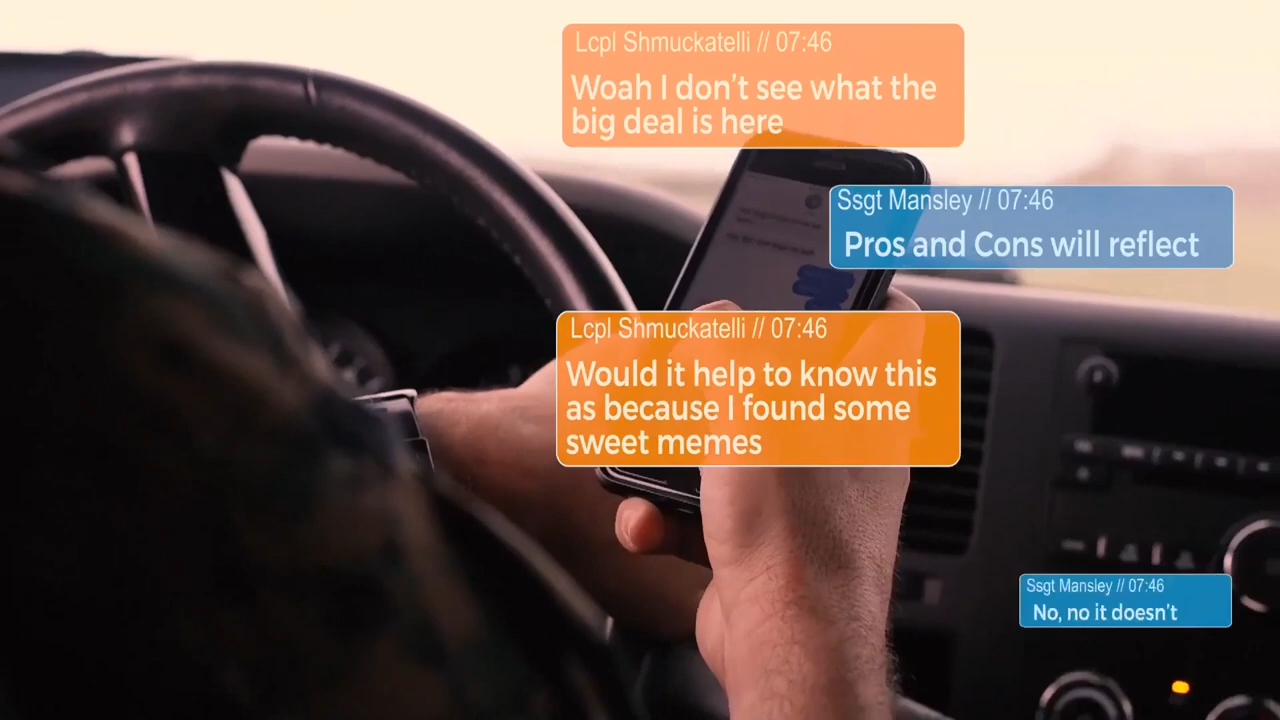 Lcpl Shmuckatelli // 07:46
Woah I don't see what the
big deal is here
Ssgt Mansley // 07:46
Pros and Cons will reflect
Lcpl Shmuckatelli // 07:46
Would it help to know this
as because I found some
sweet memes
Ssgt Mansley // 07:46
No, no it doesn't